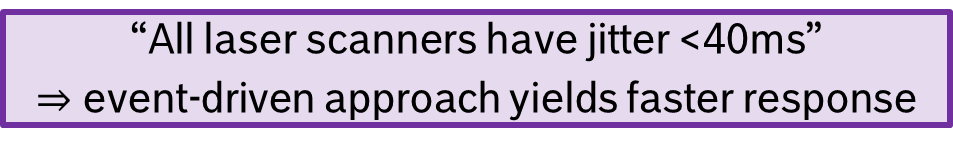 “All laser scanners have jitter <40ms”
⇒ event-driven approach yields faster response